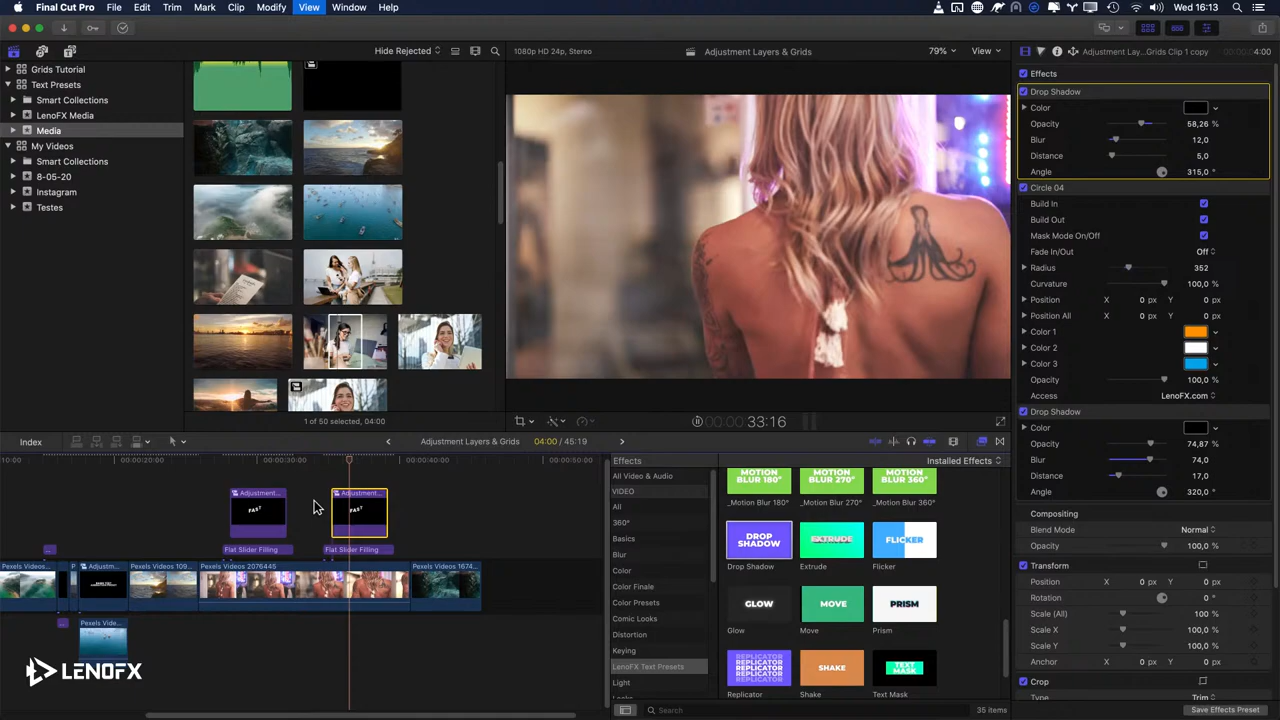 Final Cut Pro File Edit Trim Mark Clip Modify View Window Help
Wed 16:13
Hide Rejected
1080p HD 24p, Stereo
Adjustment Layers & Grids
79%
View
Adjustment Lay...Grids Clip 1 copy
4:00
Grids Tutorial
Text Presets
Smart Collections
LenoFX Media
Media
My Videos
Smart Collections
8-05-20
Instagram
Testes
1 of 50 selected, 04:00
00:00:00:33:16
Effects
Drop Shadow
Color
Opacity 58,26
Blur 12,0
Distance 5,0
Angle 315,0 °
Circle 04
Build In
Build Out
Mask Mode On/Off
Fade In/Out Off
Radius 352
Curvature 100,0 %
Position X 0 px Y 0 px
Position All X 0 px Y 0 px
Color 1
Color 2
Color 3
Opacity 100,0 %
Access LenoFX.com
Drop Shadow
Color
Opacity 74,87
Blur 74,0
Distance 17,0
Angle 320,0 °
Compositing
Blend Mode Normal
Opacity 100,0 %
Transform
Position X 0 px Y 0 px
Rotation 0 °
Scale (All) 100 %
Scale X 100,0 %
Scale Y 100,0 %
Anchor X 0 px Y 0 px
Crop
Type Trim
Save Effects Preset
Index
Adjustment Layers & Grids
04:00 / 45:19
00:00:20:00
00:00:30:00
00:00:40:00
00:00:50:00
Adjustment...
FAST
Adjustment...
FAST
Flat Slider Filling
Flat Slider Filling
Pexels Videos...
P
Adjustm...
Pexels Videos 109...
Pexels Videos 2076445
Pexels Videos 1674...
Pexels Vide...
LENOFX
Effects
Installed Effects
All Video & Audio
VIDEO
All
360°
Basics
Blur
Color
Color Finale
Color Presets
Comic Looks
Distortion
Keying
LenoFX Text Presets
Light
MOTION BLUR 180°
MOTION BLUR 270°
MOTION BLUR 360°
_Motion Blur 180°
_Motion Blur 270°
_Motion Blur 360°
DROP SHADOW
EXTRUDE
FLICKER
Drop Shadow
Extrude
Flicker
GLOW
MOVE
PRISM
Glow
Move
Prism
REPLICATOR
REPLICATOR
REPLICATOR
REPLICATOR
SHAKE
TEXT MASK
Replicator
Shake
Text Mask
Search
35 items